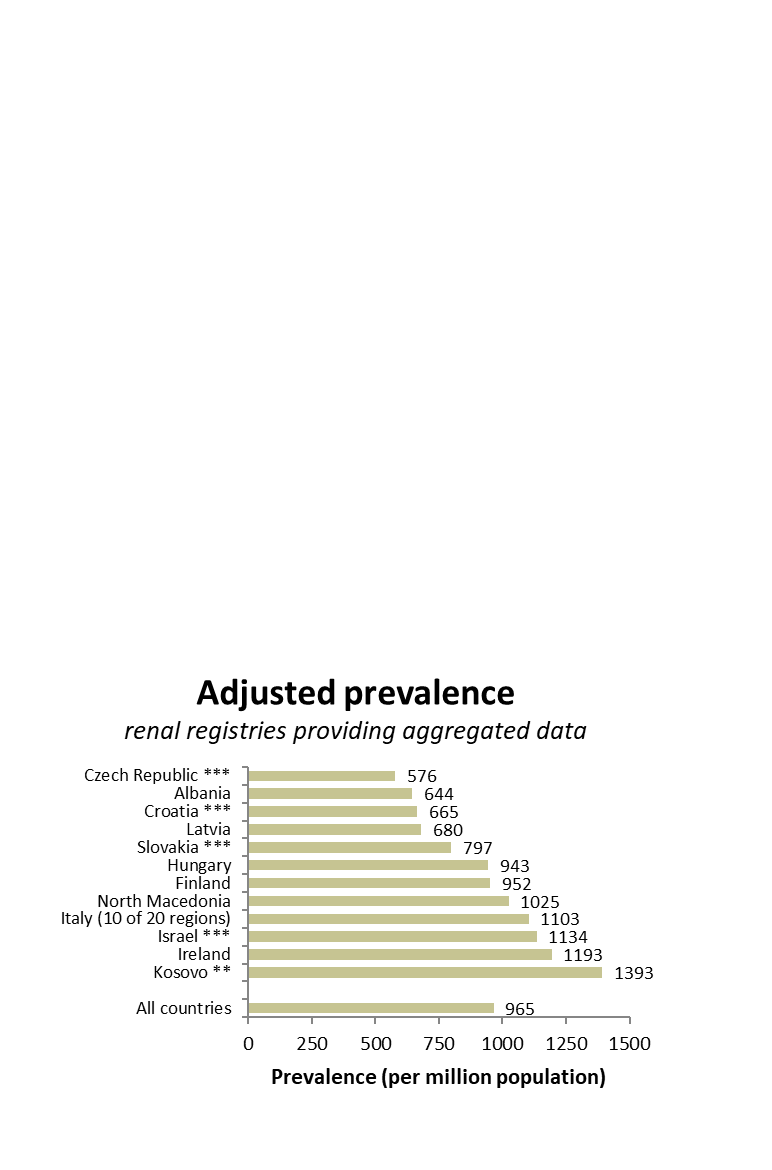 Adjusted prevalence
renal registries providing aggregated data
Czech Republic *** 576
Albania 644
Croatia *** 665
Latvia 680
Slovakia *** 797
Hungary 943
Finland 952
North Macedonia 1025
Italy (10 of 20 regions) 1103
Israel *** 1134
Ireland 1193
Kosovo ** 1393
All countries 965
0 250 500 750 1000 1250 1500
Prevalence (per million population)